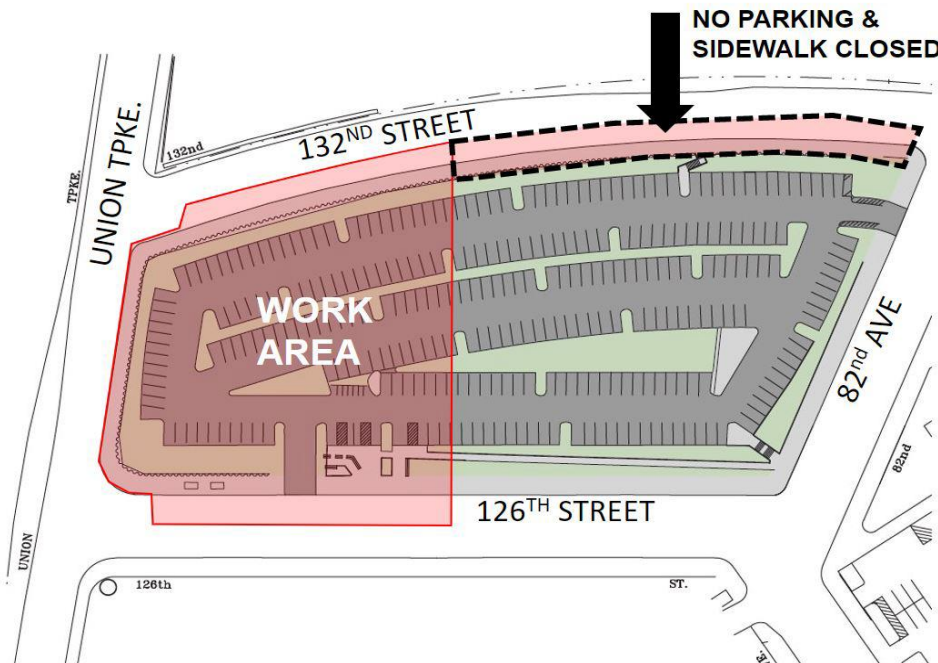 NO PARKING &
SIDEWALK CLOSED
132ND STREET
132nd
UNION TPKE.
TPKE.
WORK
AREA
82nd AVE
82nd
126TH STREET
UNION
126th
ST.
E.